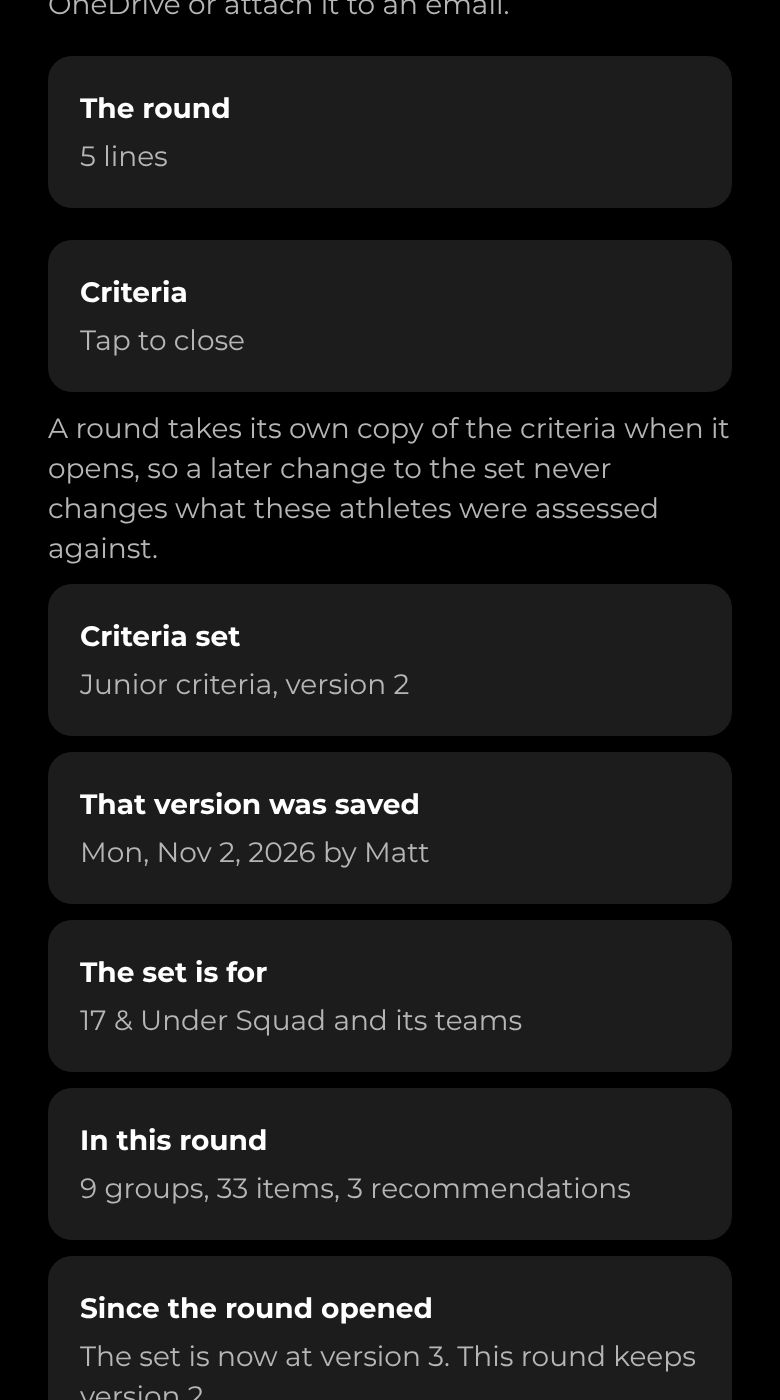 OneDrive or attach it to an email.
The round
5 lines
Criteria
Tap to close
A round takes its own copy of the criteria when it
opens, so a later change to the set never
changes what these athletes were assessed
against.
Criteria set
Junior criteria, version 2
That version was saved
Mon, Nov 2, 2026 by Matt
The set is for
17 & Under Squad and its teams
In this round
9 groups, 33 items, 3 recommendations
Since the round opened
The set is now at version 3. This round keeps
version 2